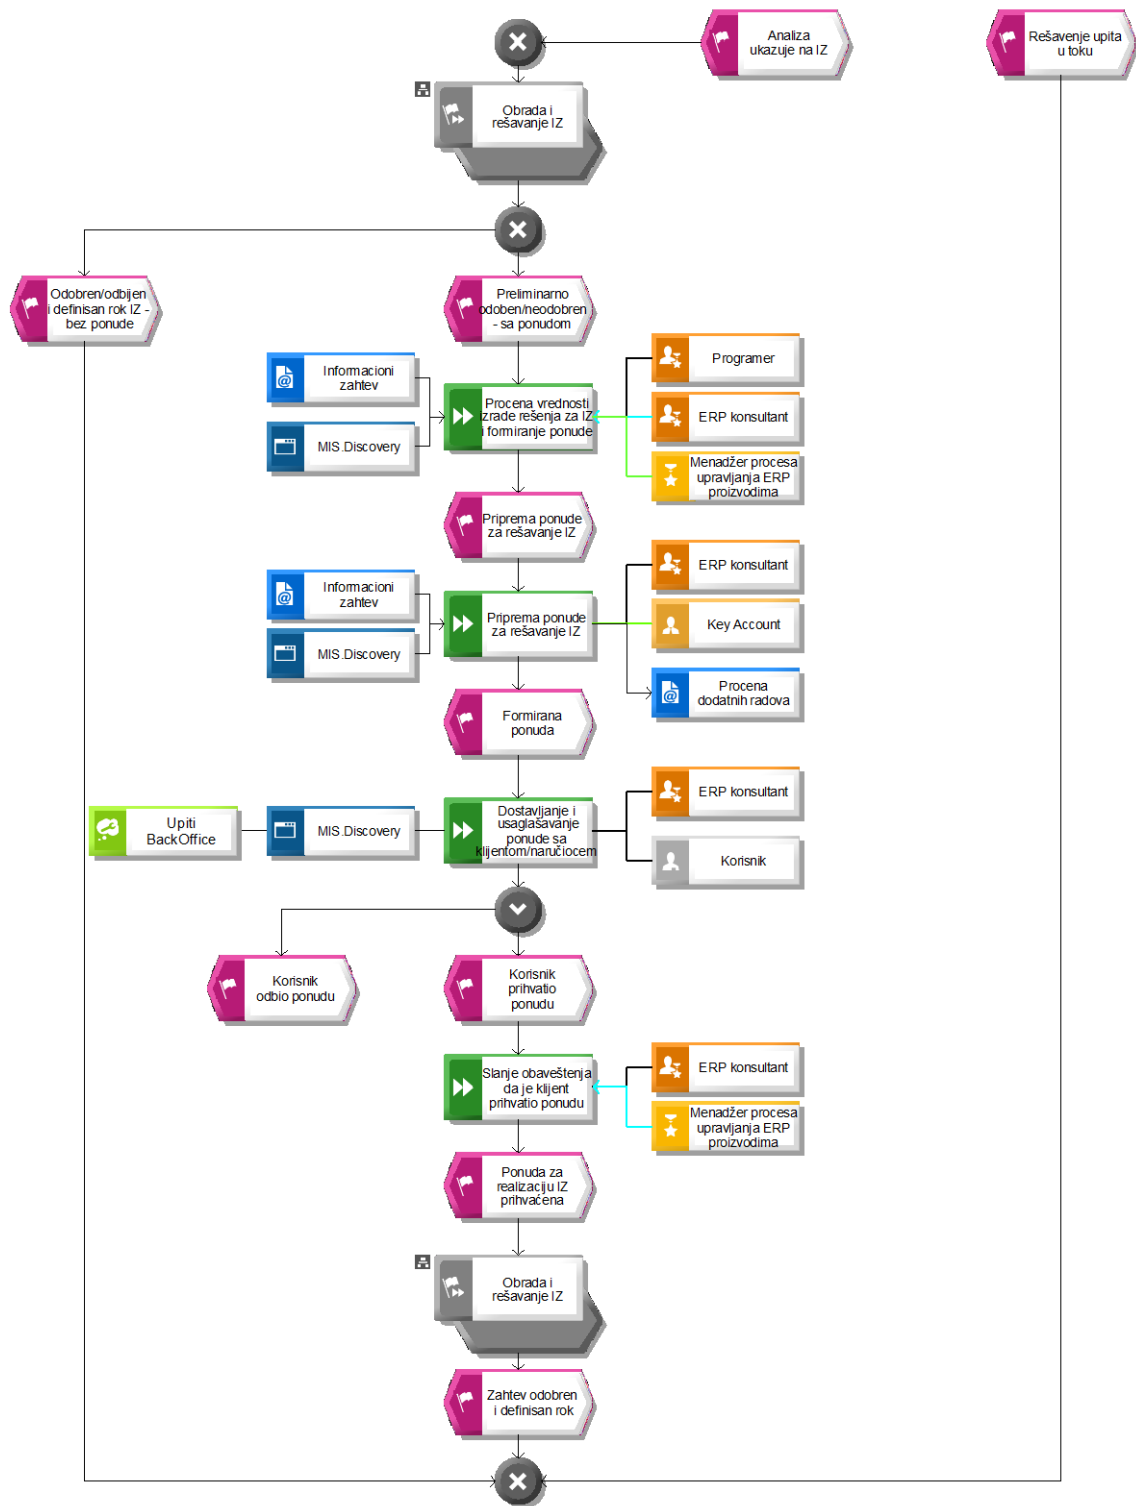 Analiza
ukazuje na IZ
Rešavenje upita
u toku
Obrada i
rešavanje IZ
Odobren/odbijen
i definisan rok IZ -
bez ponude
Preliminarno
odoben/neodobren
- sa ponudom
Informacioni
zahtev
MIS.Discovery
Procena vrednosti
izrade rešenja za IZ
i formiranje ponude
Programer
ERP konsultant
Menadžer procesa
upravljanja ERP
proizvodima
Priprema ponude
za rešavanje IZ
Informacioni
zahtev
MIS.Discovery
Priprema ponude
za rešavanje IZ
ERP konsultant
Key Account
Procena
dodatnih radova
Formirana
ponuda
Upiti
BackOffice
MIS.Discovery
Dostavljanje i
usaglašavanje
ponude sa
klijentom/naručiocem
ERP konsultant
Korisnik
Korisnik
odbio ponudu
Korisnik
prihvatio
ponudu
Slanje obaveštenja
da je klijent
prihvatio ponudu
ERP konsultant
Menadžer procesa
upravljanja ERP
proizvodima
Ponuda za
realizaciju IZ
prihvaćena
Obrada i
rešavanje IZ
Zahtev odobren
i definisan rok